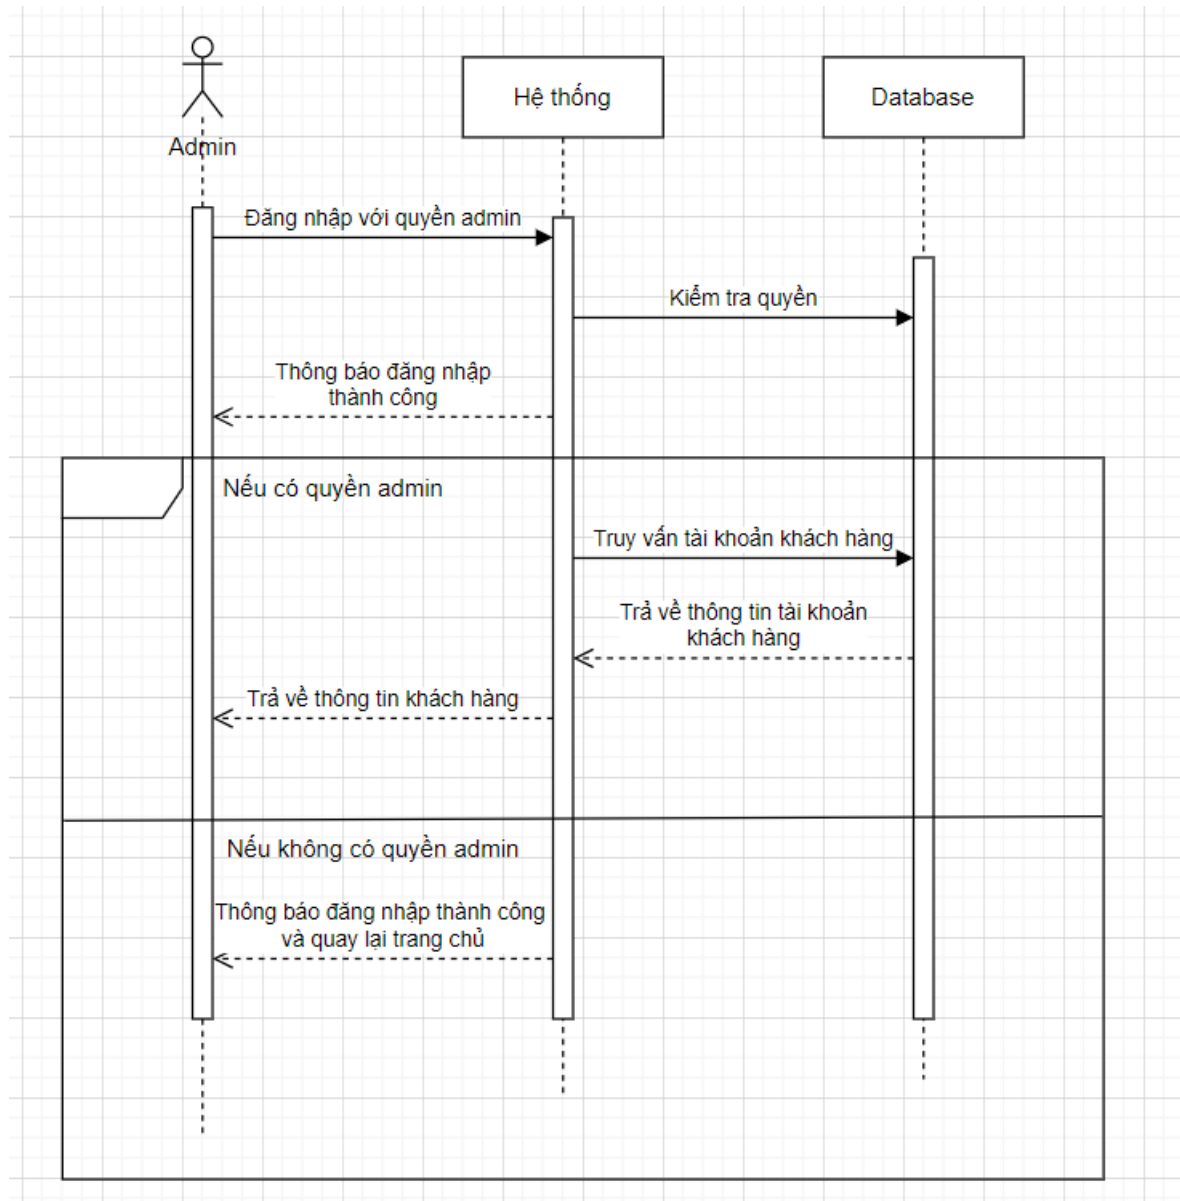 Admin
Hệ thống
Database
Đăng nhập với quyền admin
Kiểm tra quyền
Thông báo đăng nhập
thành công
Nếu có quyền admin
Truy vấn tài khoản khách hàng
Trả về thông tin tài khoản
khách hàng
Trả về thông tin khách hàng
Nếu không có quyền admin
Thông báo đăng nhập thành công
và quay lại trang chủ